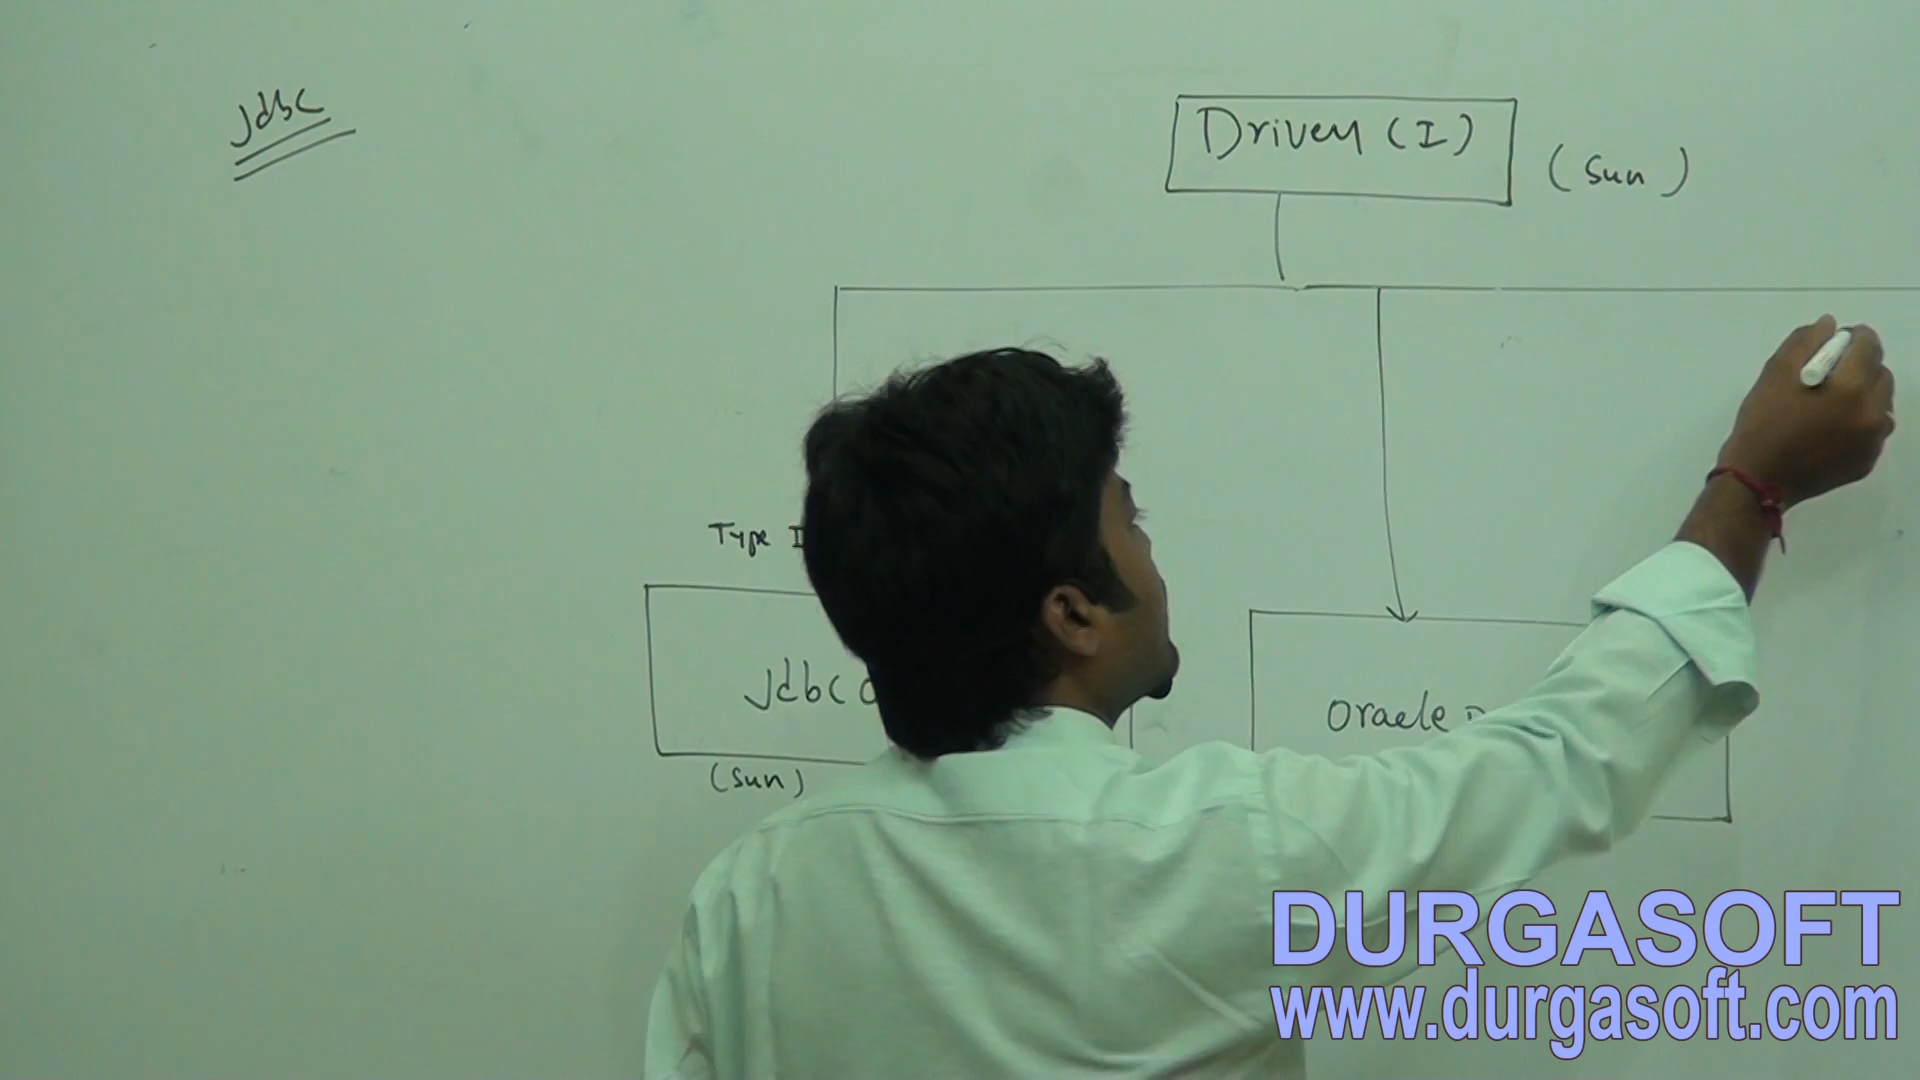 Jdbc
Driver (I)
(Sun)
Type I
Jdbc
Oracle
(Sun)
DURGASOFT
www.durgasoft.com